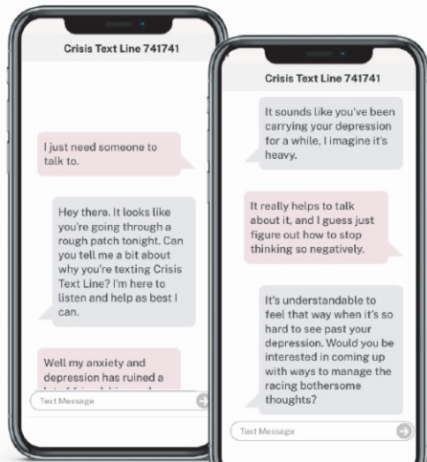 Crisis Text Line 741741
I just need someone to
talk to.
Hey there. It looks like
you're going through a
rough patch tonight. Can
you tell me a bit about
why you're texting Crisis
Text Line? I'm here to
listen and help as best I
can.
Well my anxiety and
depression has ruined a
Text Message
Crisis Text Line 741741
It sounds like you've been
carrying your depression
for a while, I imagine it's
heavy.
It really helps to talk
about it, and I guess just
figure out how to stop
thinking so negatively.
It's understandable to
feel that way when it's so
hard to see past your
depression. Would you be
interested in coming up
with ways to manage the
racing bothersome
thoughts?
Text Message